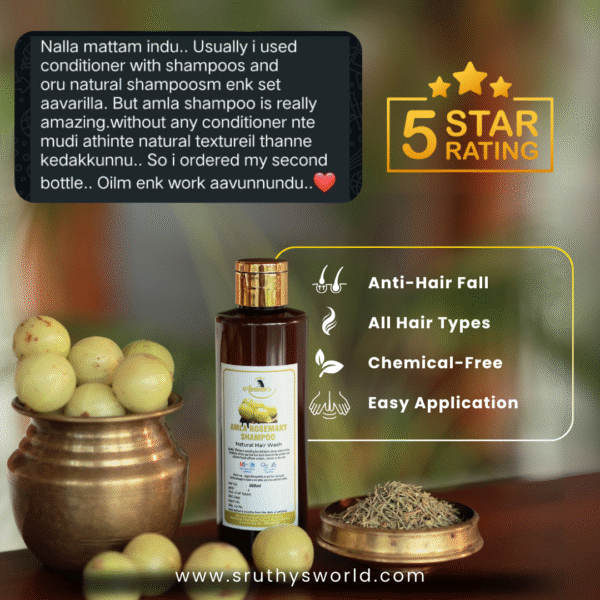 Nalla mattam indu.. Usually i used
conditioner with shampoos and
oru natural shampoosm enk set
aavarilla. But amla shampoo is really
amazing.without any conditioner nte
mudi athinte natural textureil thanne
kedakkunnu.. So i ordered my second
bottle.. Oilm enk work aavunnundu..❤️
5 STAR
RATING
Anti-Hair Fall
All Hair Types
Chemical-Free
Easy Application
AMLA ROSEMARY
SHAMPOO
Natural Hair Wash
www.sruthysworld.com